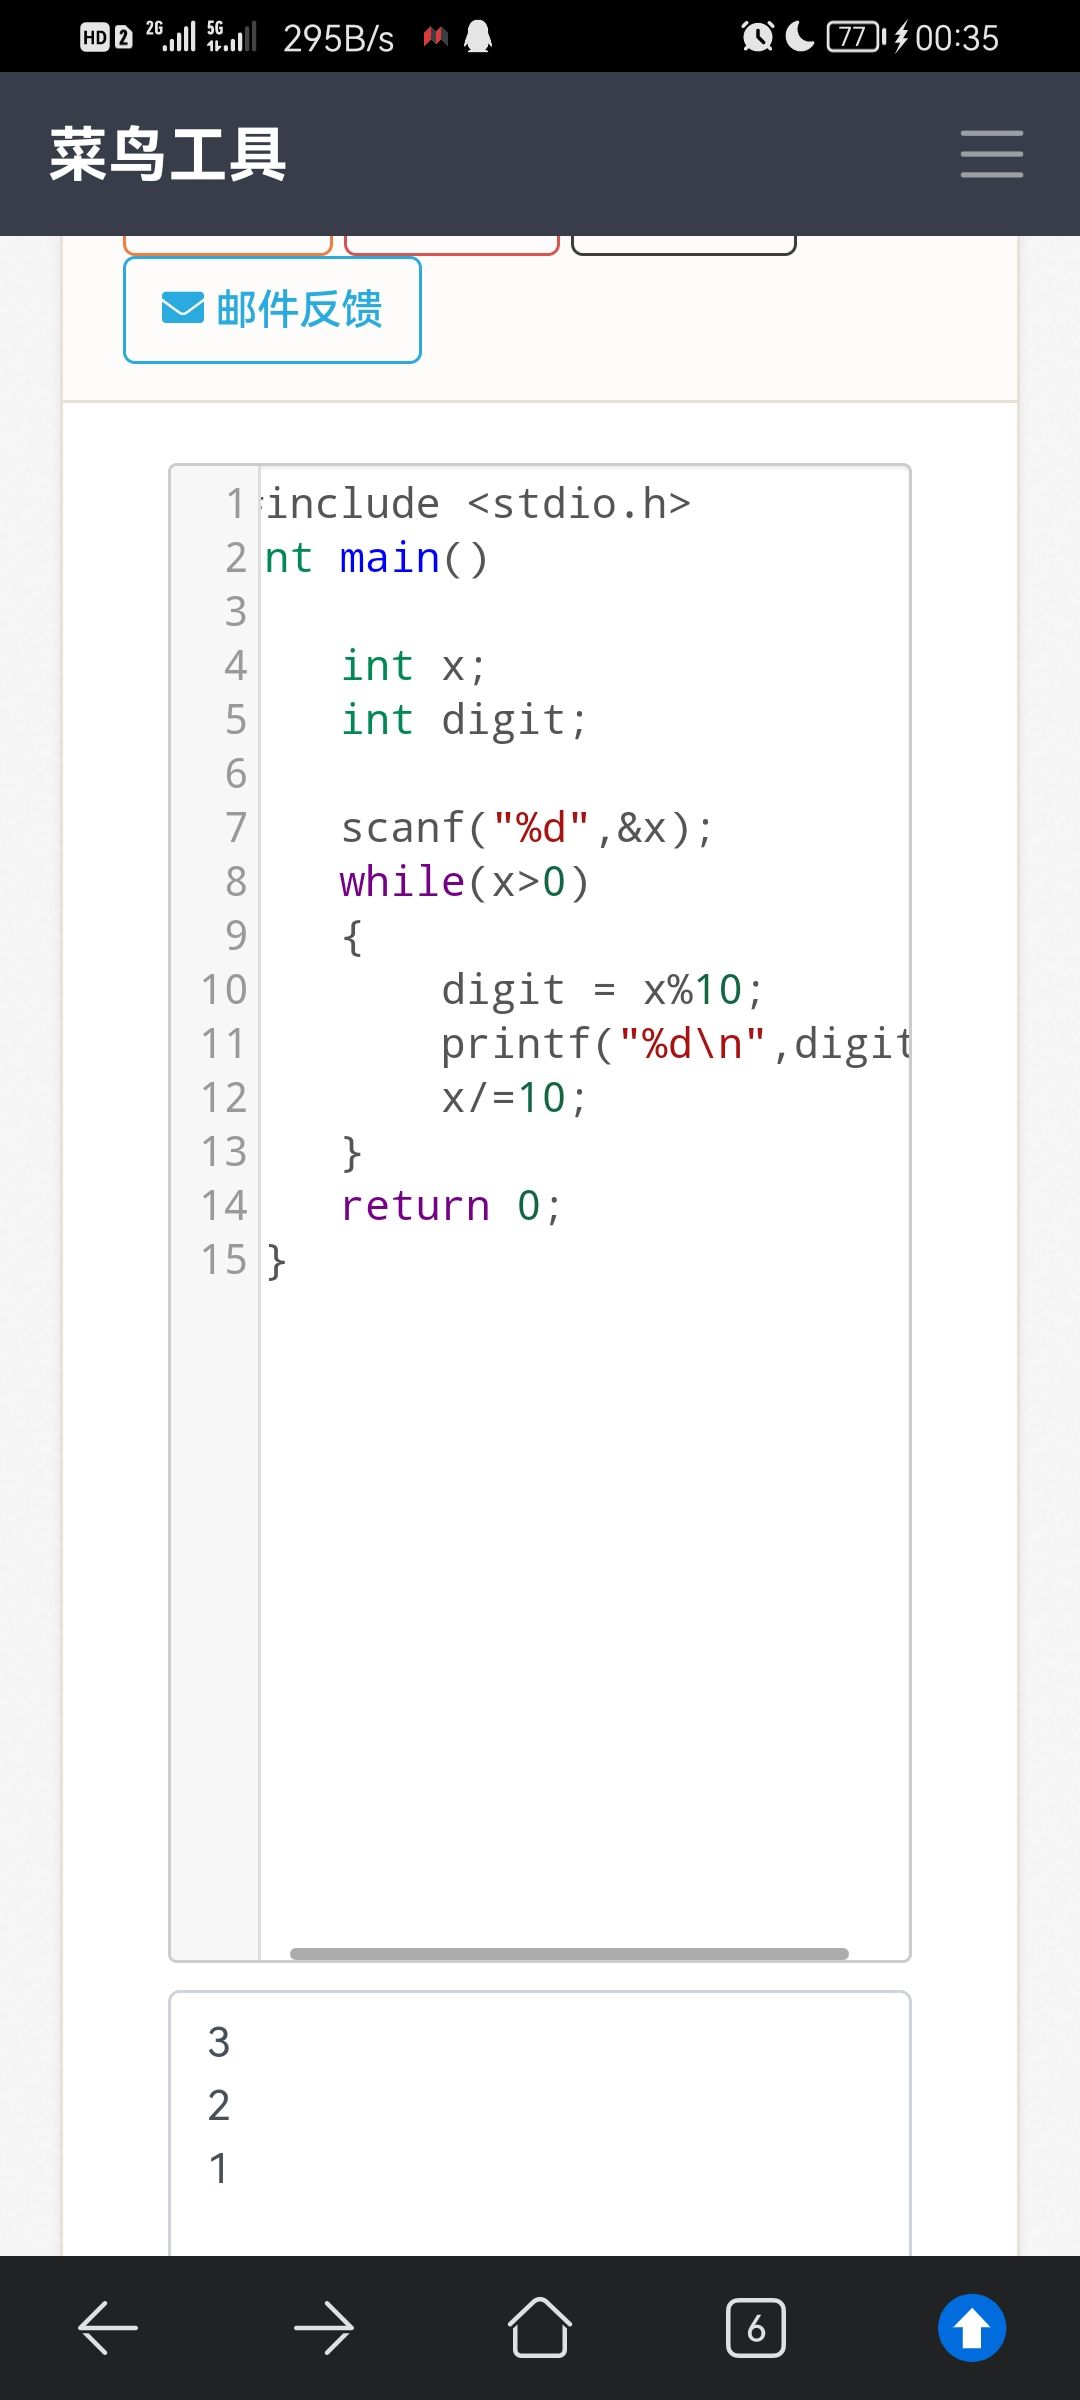 HD 2 2G 5G 295B/s 77 00:35
菜鸟工具
邮件反馈
1 include <stdio.h>
2 nt main()
3
4 int x;
5 int digit;
6
7 scanf("%d",&x);
8 while(x>0)
9 {
10 digit = x%10;
11 printf("%d\n",digit
12 x/=10;
13 }
14 return 0;
15 }
3
2
1
6